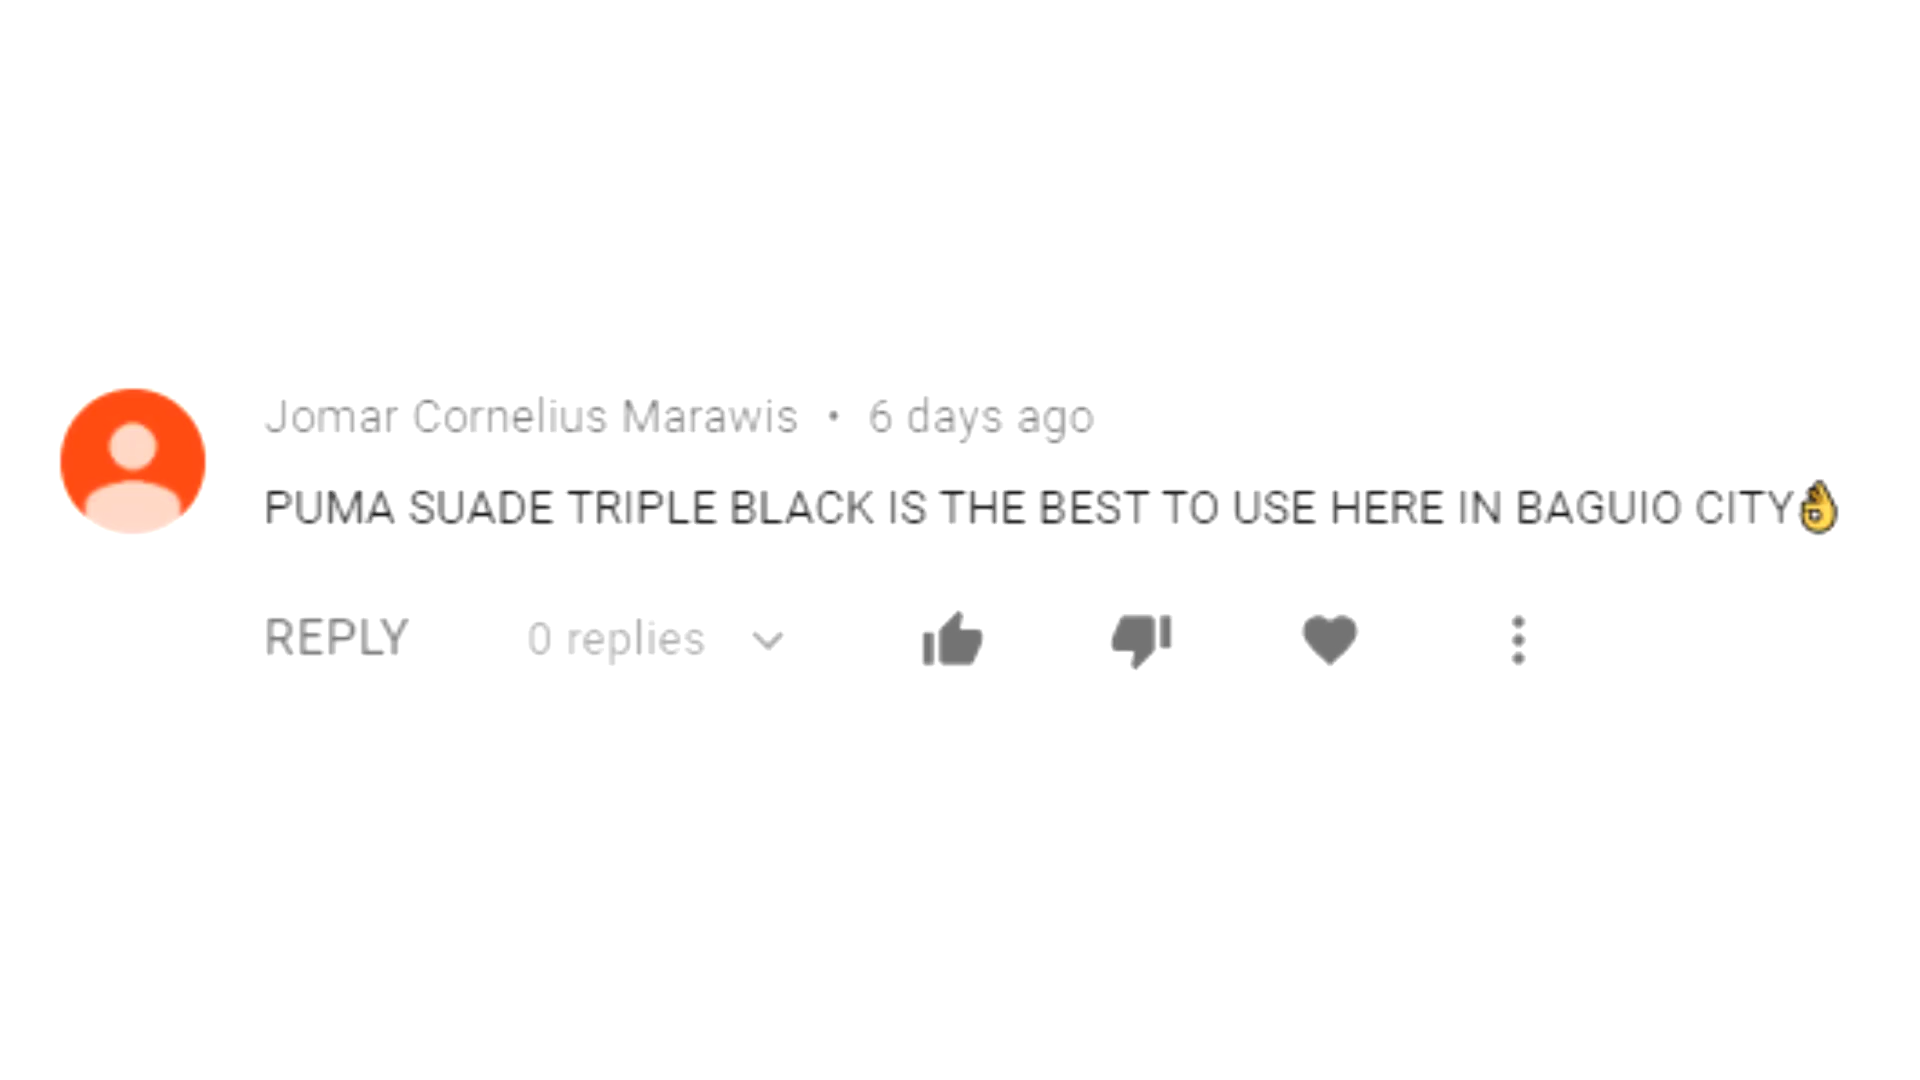 Jomar Cornelius Marawis • 6 days ago
PUMA SUADE TRIPLE BLACK IS THE BEST TO USE HERE IN BAGUIO CITY👌
REPLY 0 replies